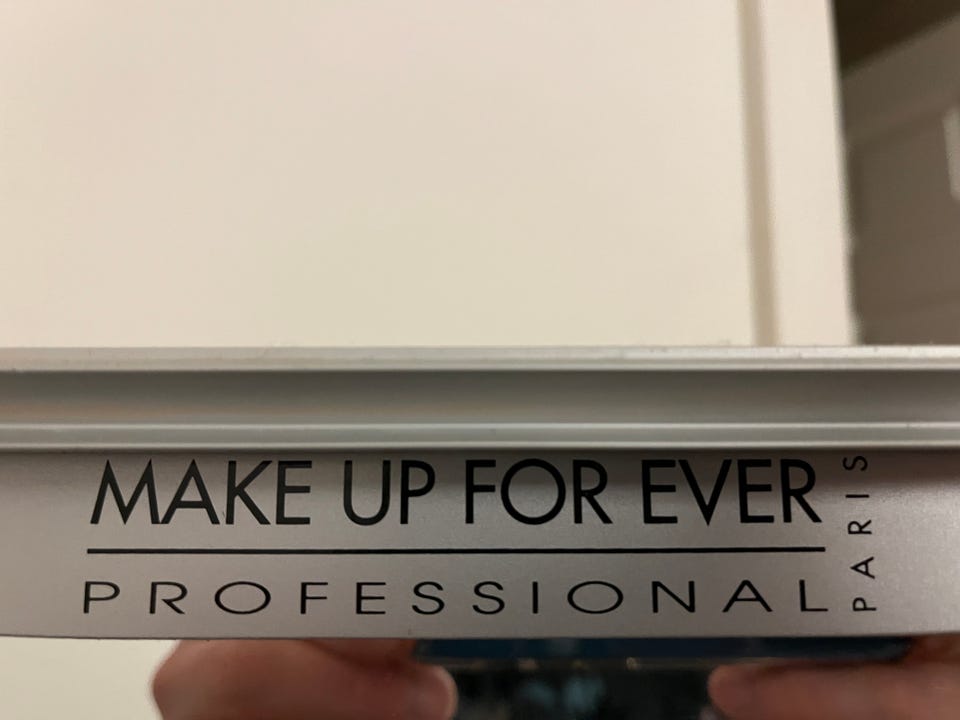 MAKE UP FOR EVER
PROFESSIONAL
PARIS